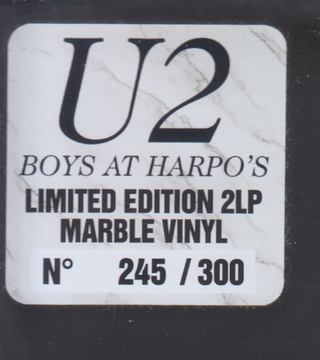 U2
BOYS AT HARPO'S
LIMITED EDITION 2LP
MARBLE VINYL
N° 245 / 300